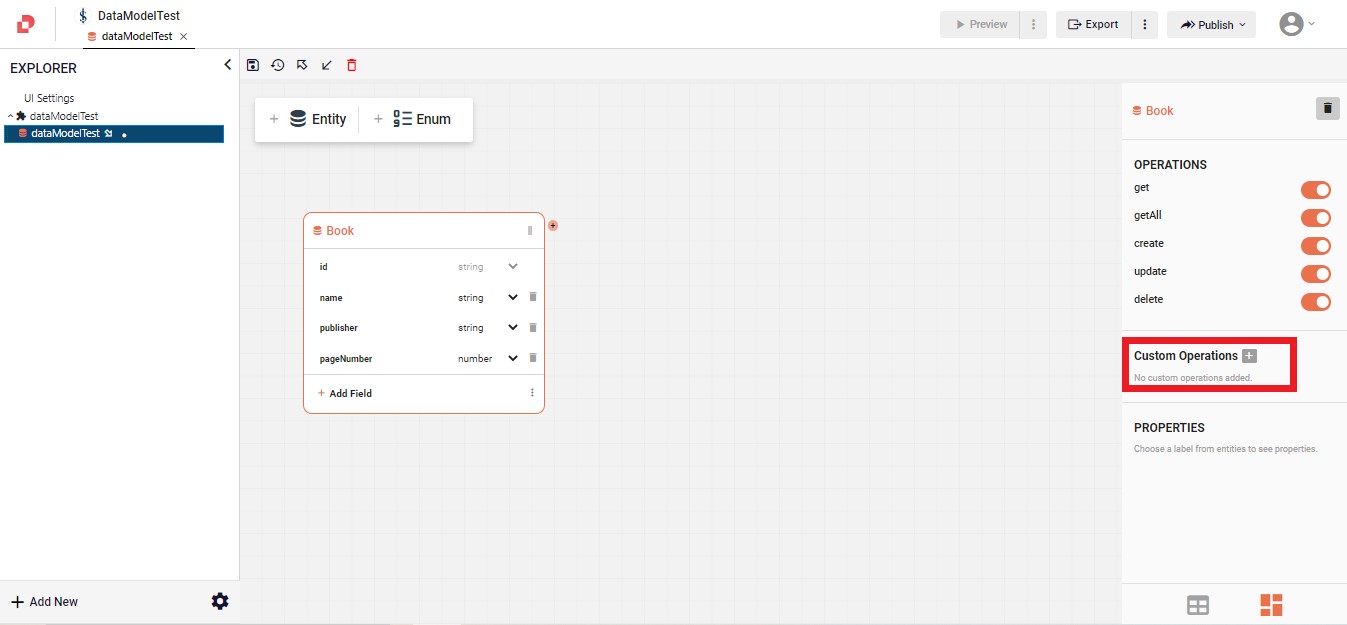 DataModelTest
dataModelTest
Preview
Export
Publish
EXPLORER
UI Settings
dataModelTest
dataModelTest
Entity
Enum
Book
id string
name string
publisher string
pageNumber number
+ Add Field
Book
OPERATIONS
get
getAll
create
update
delete
Custom Operations
No custom operations added.
PROPERTIES
Choose a label from entities to see properties.
Add New